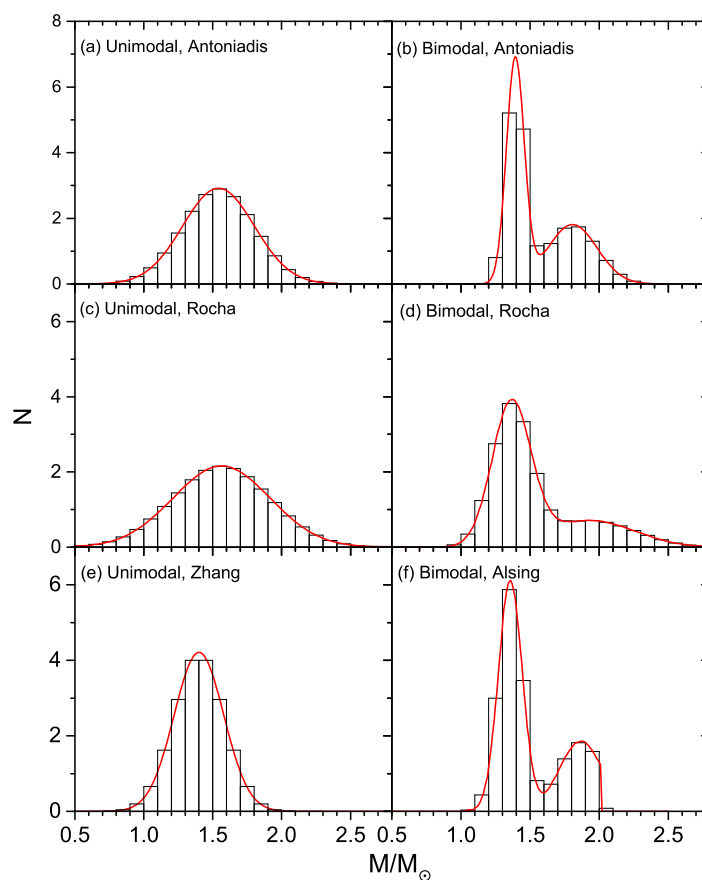 (a) Unimodal, Antoniadis
(b) Bimodal, Antoniadis
8
6
4
2
0
(c) Unimodal, Rocha
(d) Bimodal, Rocha
6
4
2
0
N
(e) Unimodal, Zhang
(f) Bimodal, Alsing
6
4
2
0
0.5 1.0 1.5 2.0 2.5 0.5 1.0 1.5 2.0 2.5
M/M☉